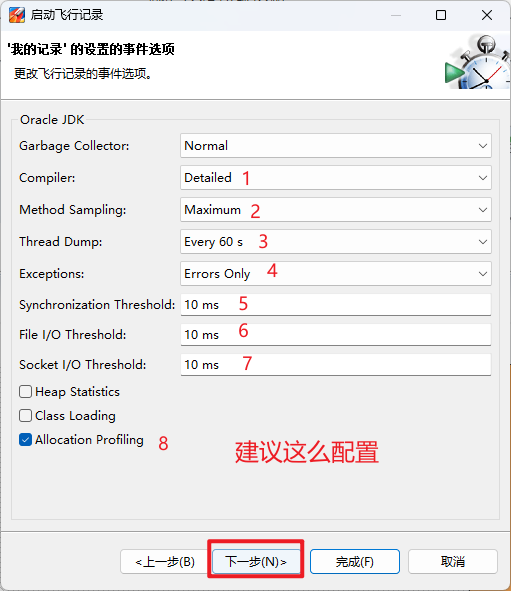 启动飞行记录
'我的记录' 的设置的事件选项
更改飞行记录的事件选项。
Oracle JDK
Garbage Collector: Normal
Compiler: Detailed 1
Method Sampling: Maximum 2
Thread Dump: Every 60 s 3
Exceptions: Errors Only 4
Synchronization Threshold: 10 ms 5
File I/O Threshold: 10 ms 6
Socket I/O Threshold: 10 ms 7
Heap Statistics
Class Loading
Allocation Profiling 8
建议这么配置
<上一步(B) 下一步(N)> 完成(F) 取消